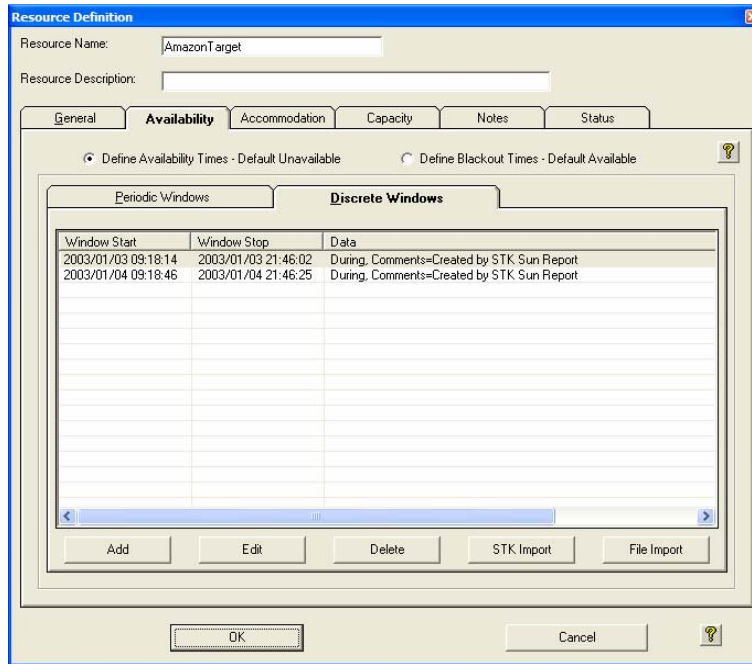 Resource Definition
Resource Name: AmazonTarget
Resource Description:
General Availability Accommodation Capacity Notes Status
Define Availability Times - Default Unavailable Define Blackout Times - Default Available
Periodic Windows Discrete Windows
Window Start Window Stop Data
2003/01/03 09:18:14 2003/01/03 21:46:02 During, Comments=Created by STK Sun Report
2003/01/04 09:18:46 2003/01/04 21:46:25 During, Comments=Created by STK Sun Report
Add Edit Delete STK Import File Import
OK Cancel